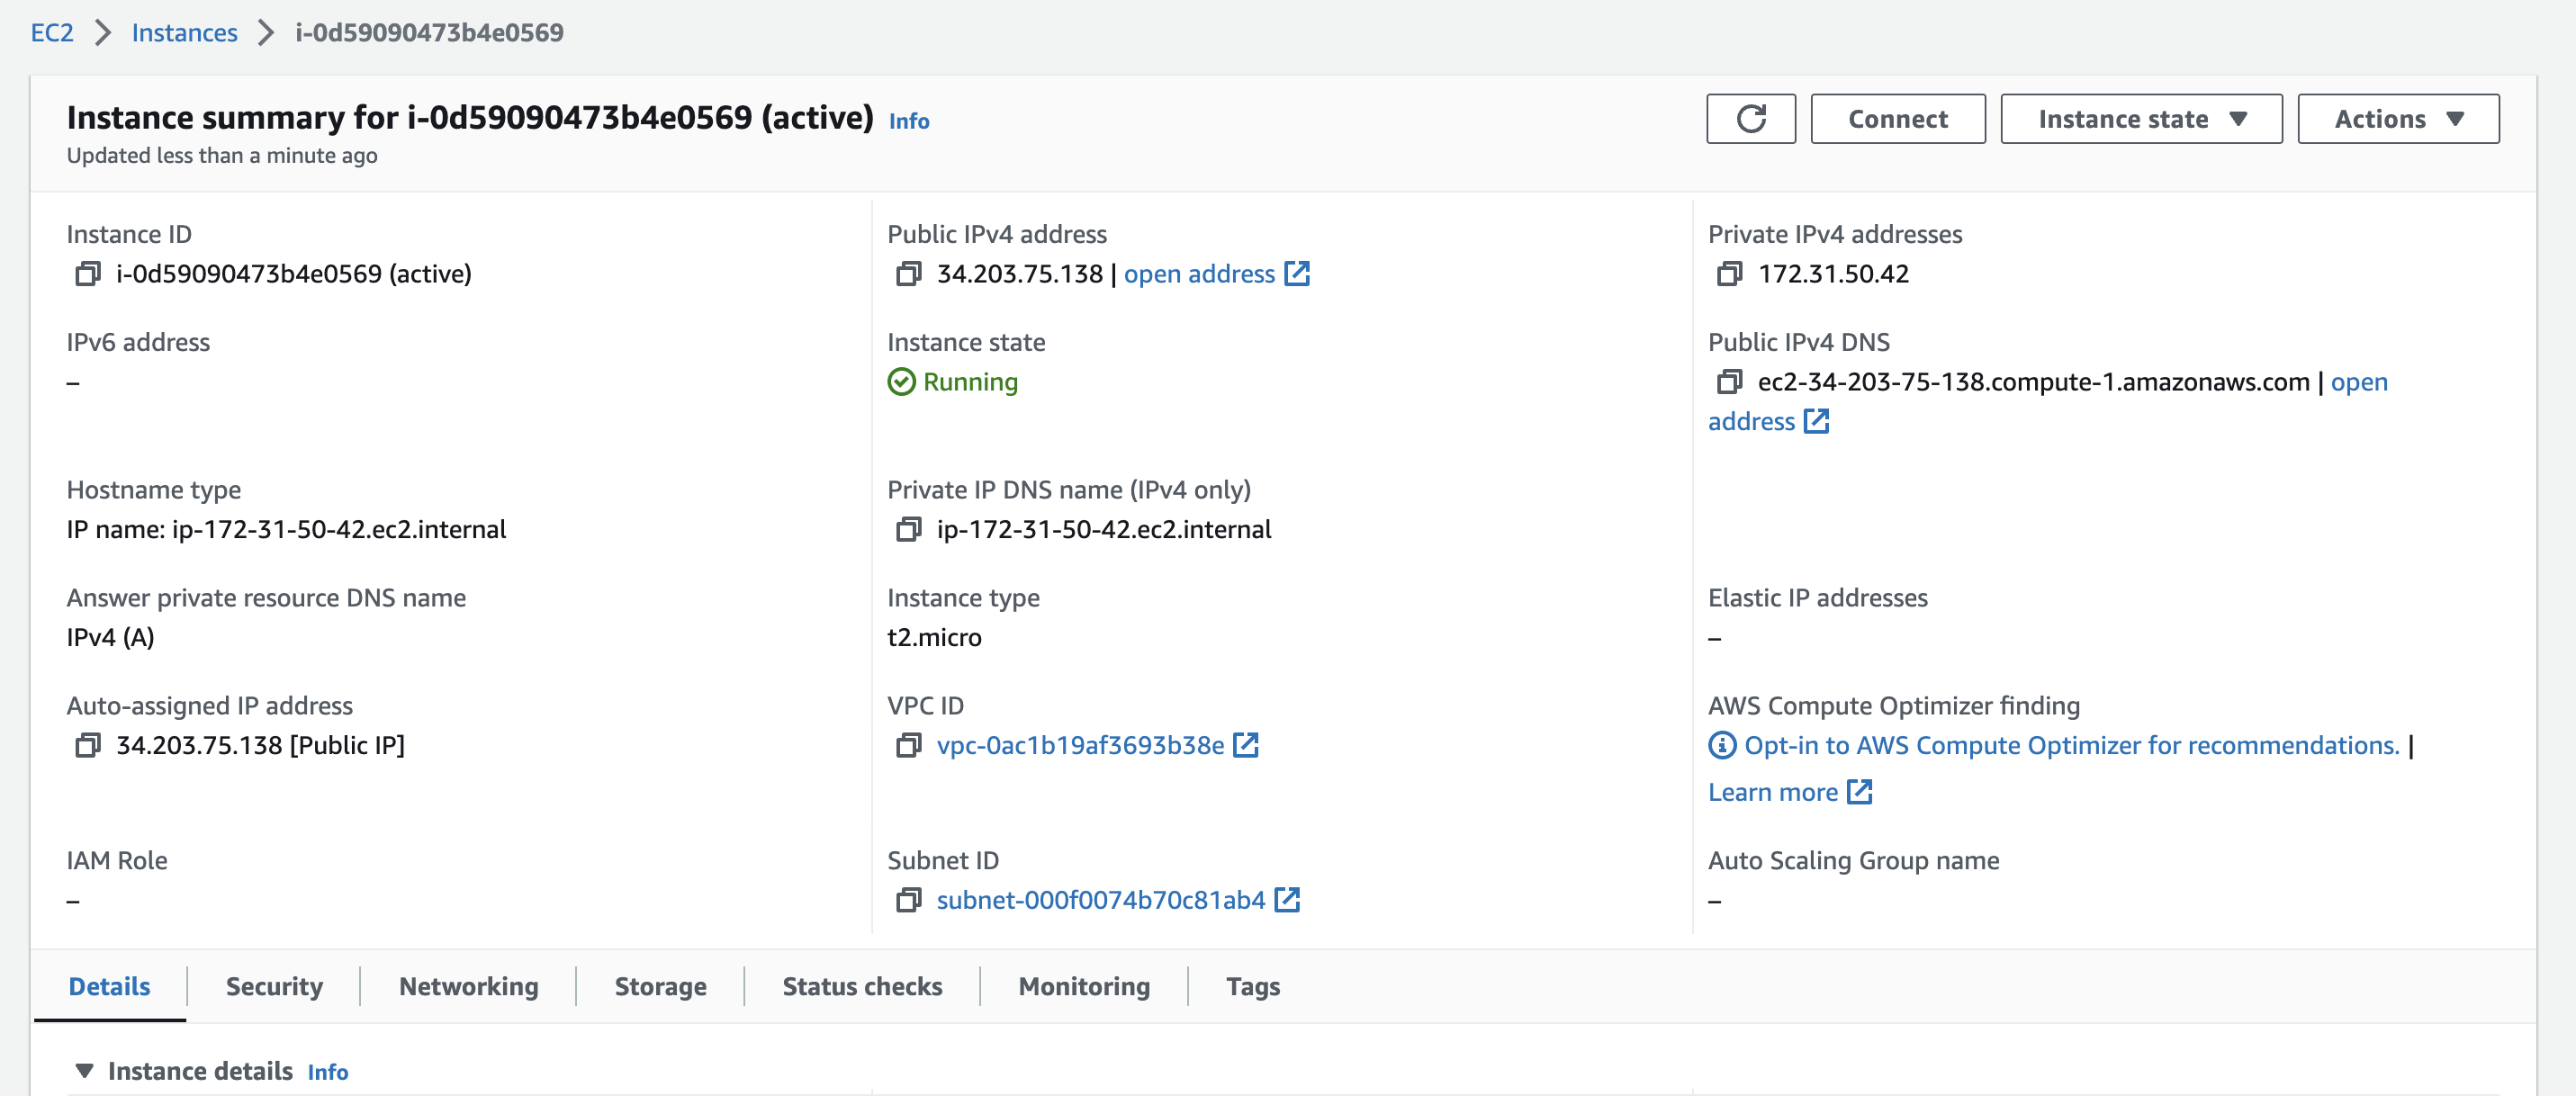 EC2 > Instances > i-0d59090473b4e0569
Instance summary for i-0d59090473b4e0569 (active) Info
Updated less than a minute ago
Connect
Instance state
Actions
Instance ID
i-0d59090473b4e0569 (active)
Public IPv4 address
34.203.75.138 | open address
Private IPv4 addresses
172.31.50.42
IPv6 address
–
Instance state
Running
Public IPv4 DNS
ec2-34-203-75-138.compute-1.amazonaws.com | open
address
Hostname type
IP name: ip-172-31-50-42.ec2.internal
Private IP DNS name (IPv4 only)
ip-172-31-50-42.ec2.internal
Answer private resource DNS name
IPv4 (A)
Instance type
t2.micro
Elastic IP addresses
–
Auto-assigned IP address
34.203.75.138 [Public IP]
VPC ID
vpc-0ac1b19af3693b38e
AWS Compute Optimizer finding
Opt-in to AWS Compute Optimizer for recommendations. |
Learn more
IAM Role
–
Subnet ID
subnet-000f0074b70c81ab4
Auto Scaling Group name
–
Details
Security
Networking
Storage
Status checks
Monitoring
Tags
Instance details Info